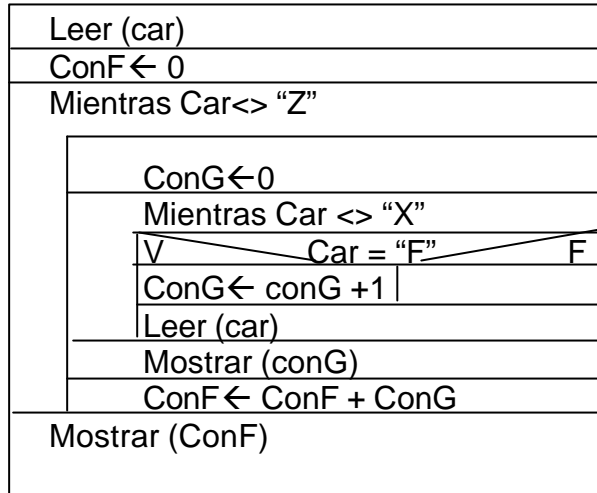 Leer (car)
ConF← 0
Mientras Car<> “Z”
ConG←0
Mientras Car <> “X”
V Car = “F” F
ConG← conG +1
Leer (car)
Mostrar (conG)
ConF← ConF + ConG
Mostrar (ConF)